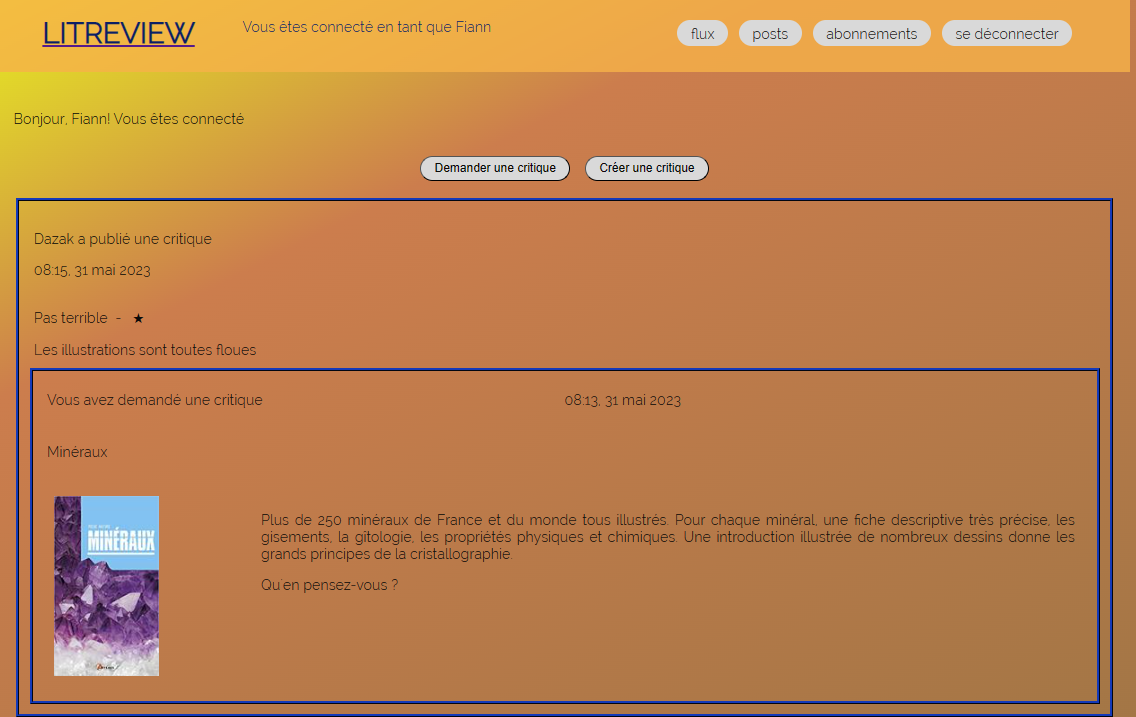 LITREVIEW
Vous êtes connecté en tant que Fiann
flux
posts
abonnements
se déconnecter
Bonjour, Fiann! Vous êtes connecté
Demander une critique
Créer une critique
Dazak a publié une critique
08:15, 31 mai 2023
Pas terrible - ★
Les illustrations sont toutes floues
Vous avez demandé une critique
08:13, 31 mai 2023
Minéraux
MINÉRAUX
Plus de 250 minéraux de France et du monde tous illustrés. Pour chaque minéral, une fiche descriptive très précise, les
gisements, la gîtologie, les propriétés physiques et chimiques. Une introduction illustrée de nombreux dessins donne les
grands principes de la cristallographie.
Qu'en pensez-vous ?